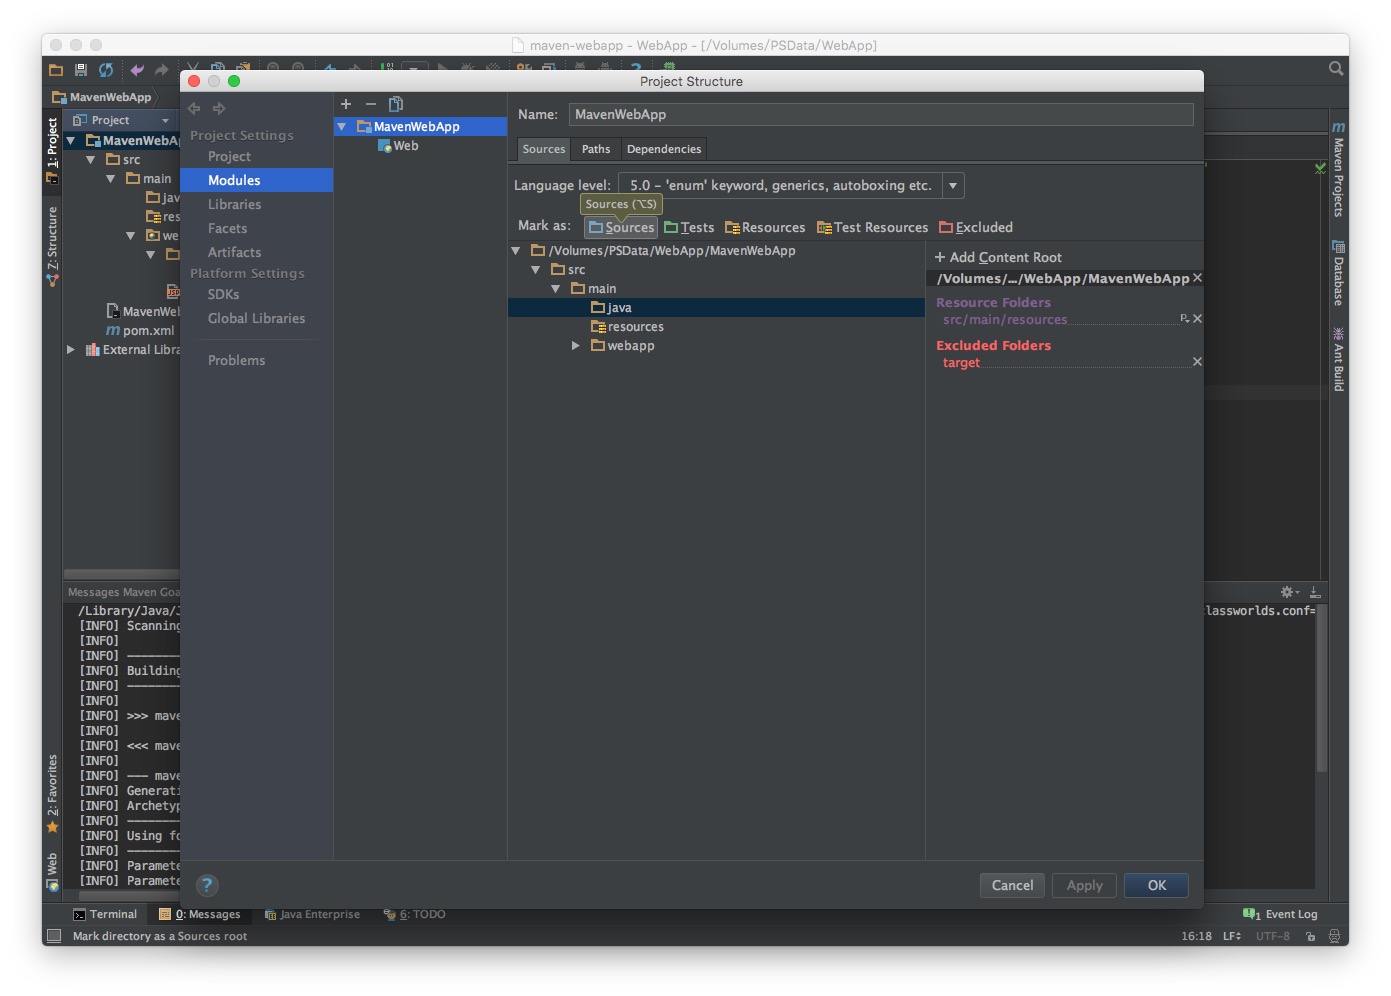 maven-webapp - WebApp - [/Volumes/PSData/WebApp]
MavenWebApp
Project Structure
1: Project
Z: Structure
2: Favorites
Web
Project
MavenWebAp
src
main
jav
res
we
MavenWeb
pom.xml
External Libra
Project Settings
Project
Modules
Libraries
Facets
Artifacts
Platform Settings
SDKs
Global Libraries
Problems
MavenWebApp
Web
Name: MavenWebApp
Sources Paths Dependencies
Language level: 5.0 - 'enum' keyword, generics, autoboxing etc.
Sources (⌥S)
Mark as: Sources Tests Resources Test Resources Excluded
/Volumes/PSData/WebApp/MavenWebApp
src
main
java
resources
webapp
+ Add Content Root
/Volumes/.../WebApp/MavenWebApp
Resource Folders
src/main/resources
Excluded Folders
target
Maven Projects
Database
Ant Build
Messages Maven Goa
/Library/Java/J
lassworlds.conf=
[INFO] Scanning
[INFO]
[INFO] ----------
[INFO] Building
[INFO] ----------
[INFO]
[INFO] >>> mave
[INFO]
[INFO] <<< mave
[INFO]
[INFO] --- mave
[INFO] Generati
[INFO] Archetyp
[INFO] ----------
[INFO] Using fo
[INFO] ----------
[INFO] Paramete
[INFO] Paramete
? Cancel Apply OK
Terminal 0: Messages Java Enterprise 6: TODO 1 Event Log
Mark directory as a Sources root 16:18 LF UTF-8